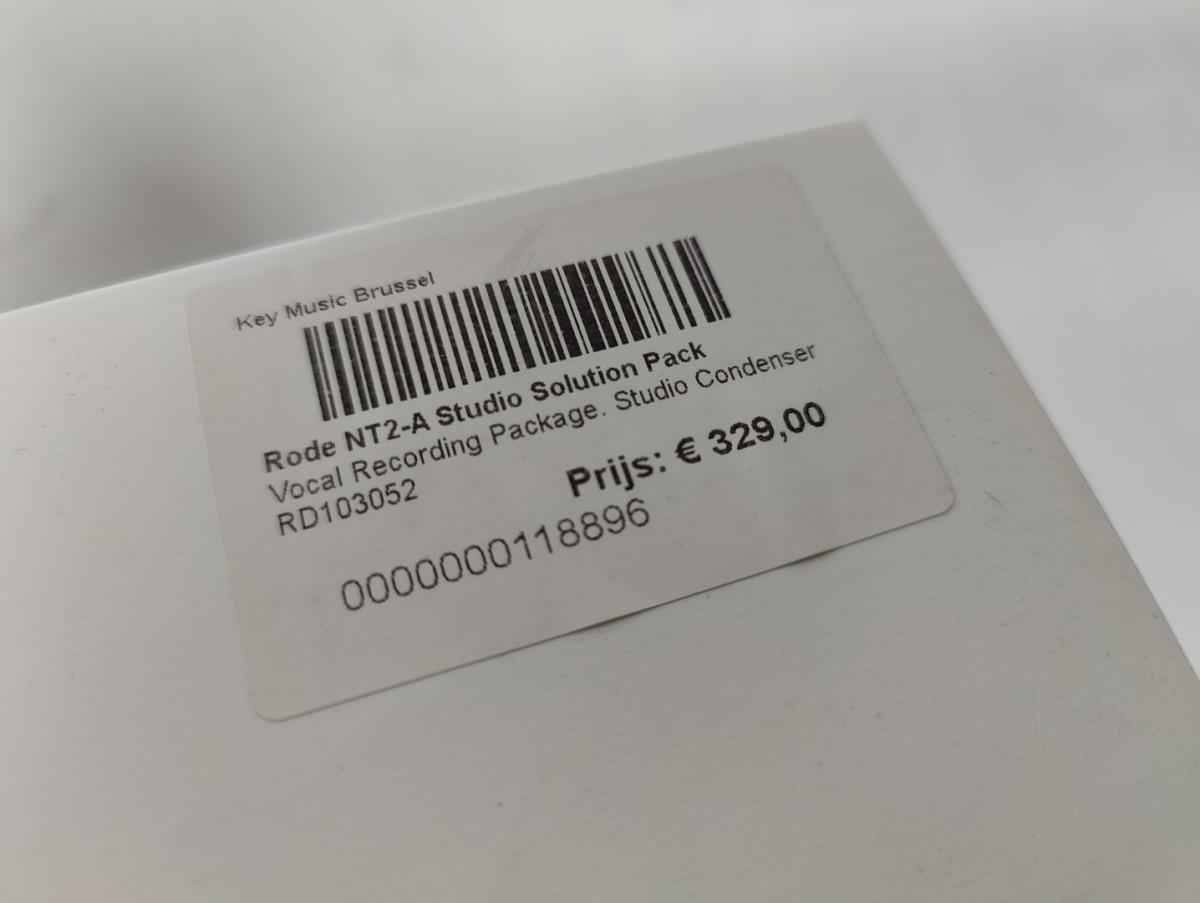 Key Music Brussel
Rode NT2-A Studio Solution Pack
Vocal Recording Package. Studio Condenser
RD103052
Prijs: € 329,00
0000000118896